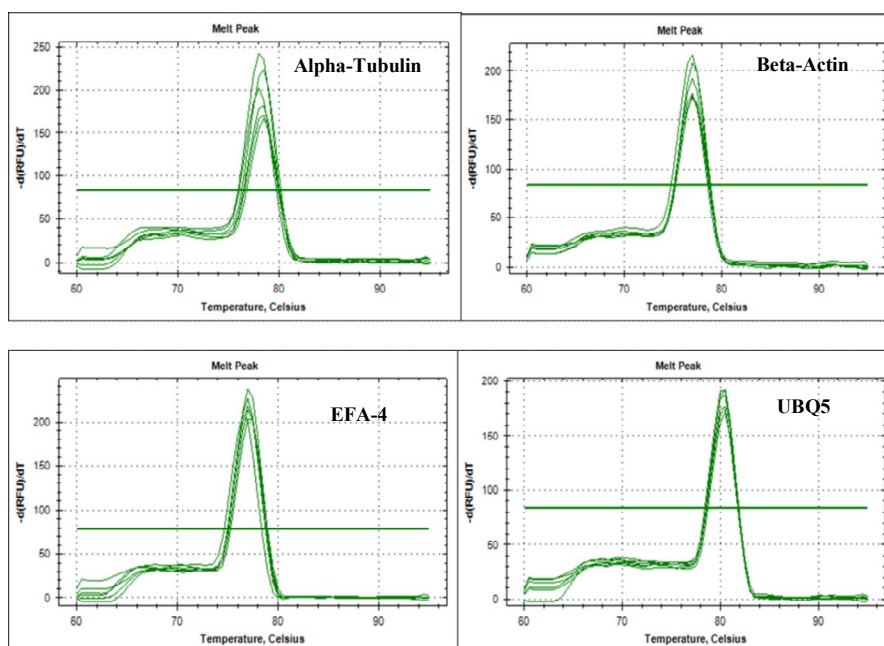 Melt Peak
250
200
150
100
50
0
-d(RFU)/dT
Alpha-Tubulin
60 70 80 90
Temperature, Celsius
Melt Peak
200
150
100
50
0
-d(RFU)/dT
Beta-Actin
60 70 80 90
Temperature, Celsius
Melt Peak
200
150
100
50
0
-d(RFU)/dT
EFA-4
60 70 80 90
Temperature, Celsius
Melt Peak
200
150
100
50
0
-d(RFU)/dT
UBQ5
60 70 80 90
Temperature, Celsius